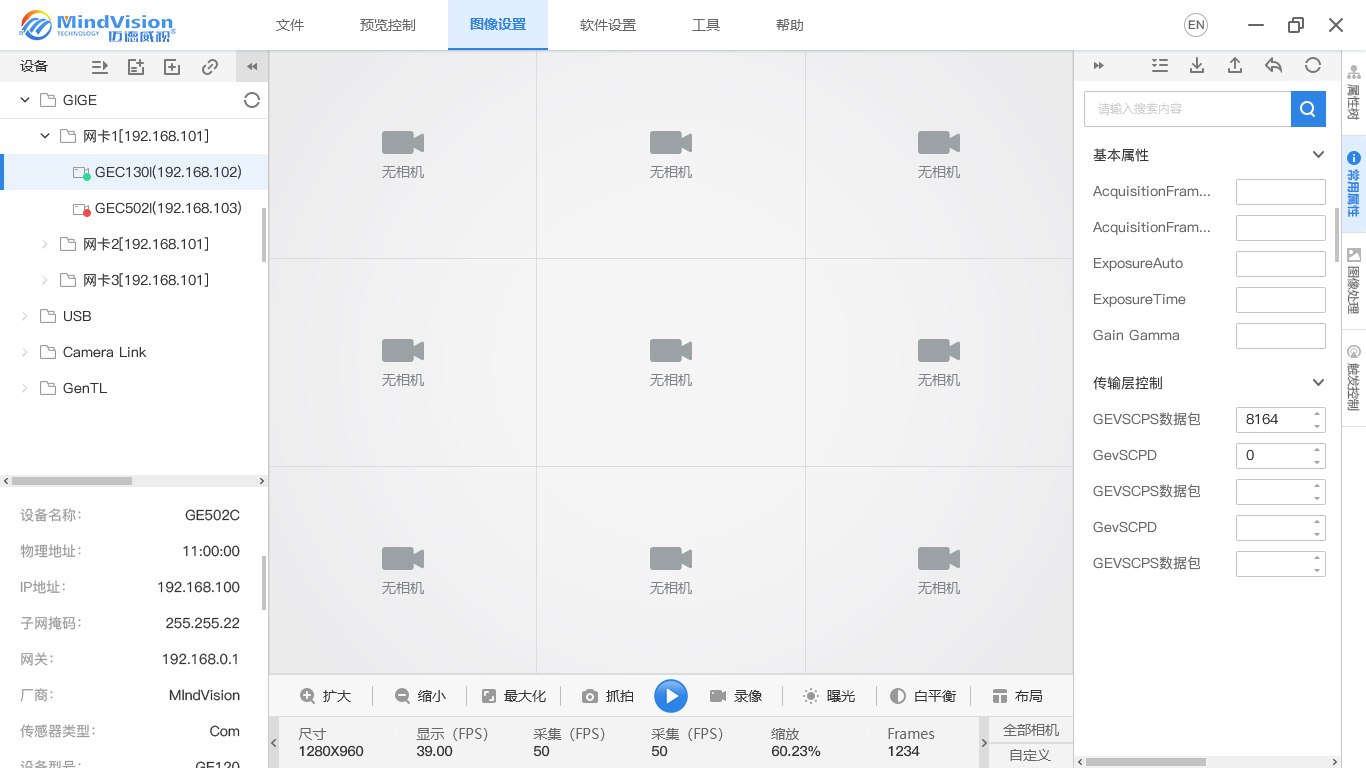 MindVision
TECHNOLOGY 迈德威视
文件
预览控制
图像设置
软件设置
工具
帮助
EN
设备
GIGE
网卡1[192.168.101]
GEC130I(192.168.102)
GEC502I(192.168.103)
网卡2[192.168.101]
网卡3[192.168.101]
USB
Camera Link
GenTL
设备名称: GE502C
物理地址: 11:00:00
IP地址: 192.168.100
子网掩码: 255.255.22
网关: 192.168.0.1
厂商: MIndVision
传感器类型: Com
设备型号: GE120
无相机
无相机
无相机
无相机
无相机
无相机
无相机
无相机
无相机
扩大
缩小
最大化
抓拍
录像
曝光
白平衡
布局
尺寸
1280X960
显示（FPS）
39.00
采集（FPS）
50
采集（FPS）
50
缩放
60.23%
Frames
1234
全部相机
自定义
请输入搜索内容
基本属性
AcquisitionFram...
AcquisitionFram...
ExposureAuto
ExposureTime
Gain Gamma
传输层控制
GEVSCPS数据包 8164
GevSCPD 0
GEVSCPS数据包
GevSCPD
GEVSCPS数据包
属性树
常用属性
图像处理
触发控制